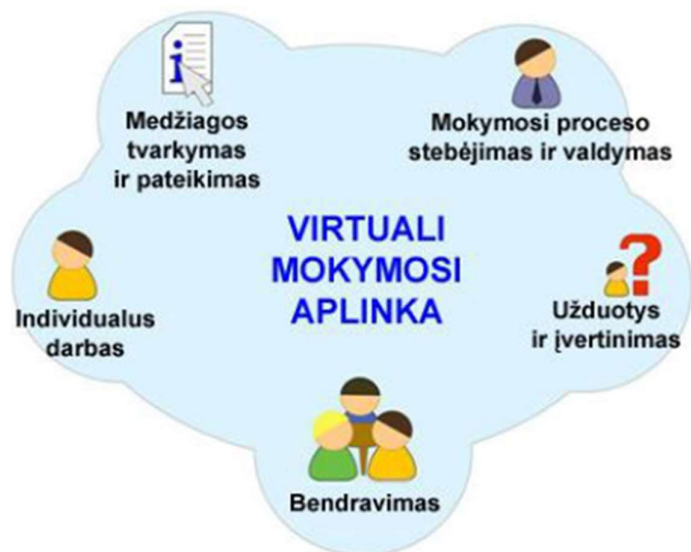 Medžiagos
tvarkymas
ir pateikimas
Mokymosi proceso
stebėjimas ir valdymas
VIRTUALI
MOKYMOSI
APLINKA
Individualus
darbas
Užduotys
ir įvertinimas
Bendravimas